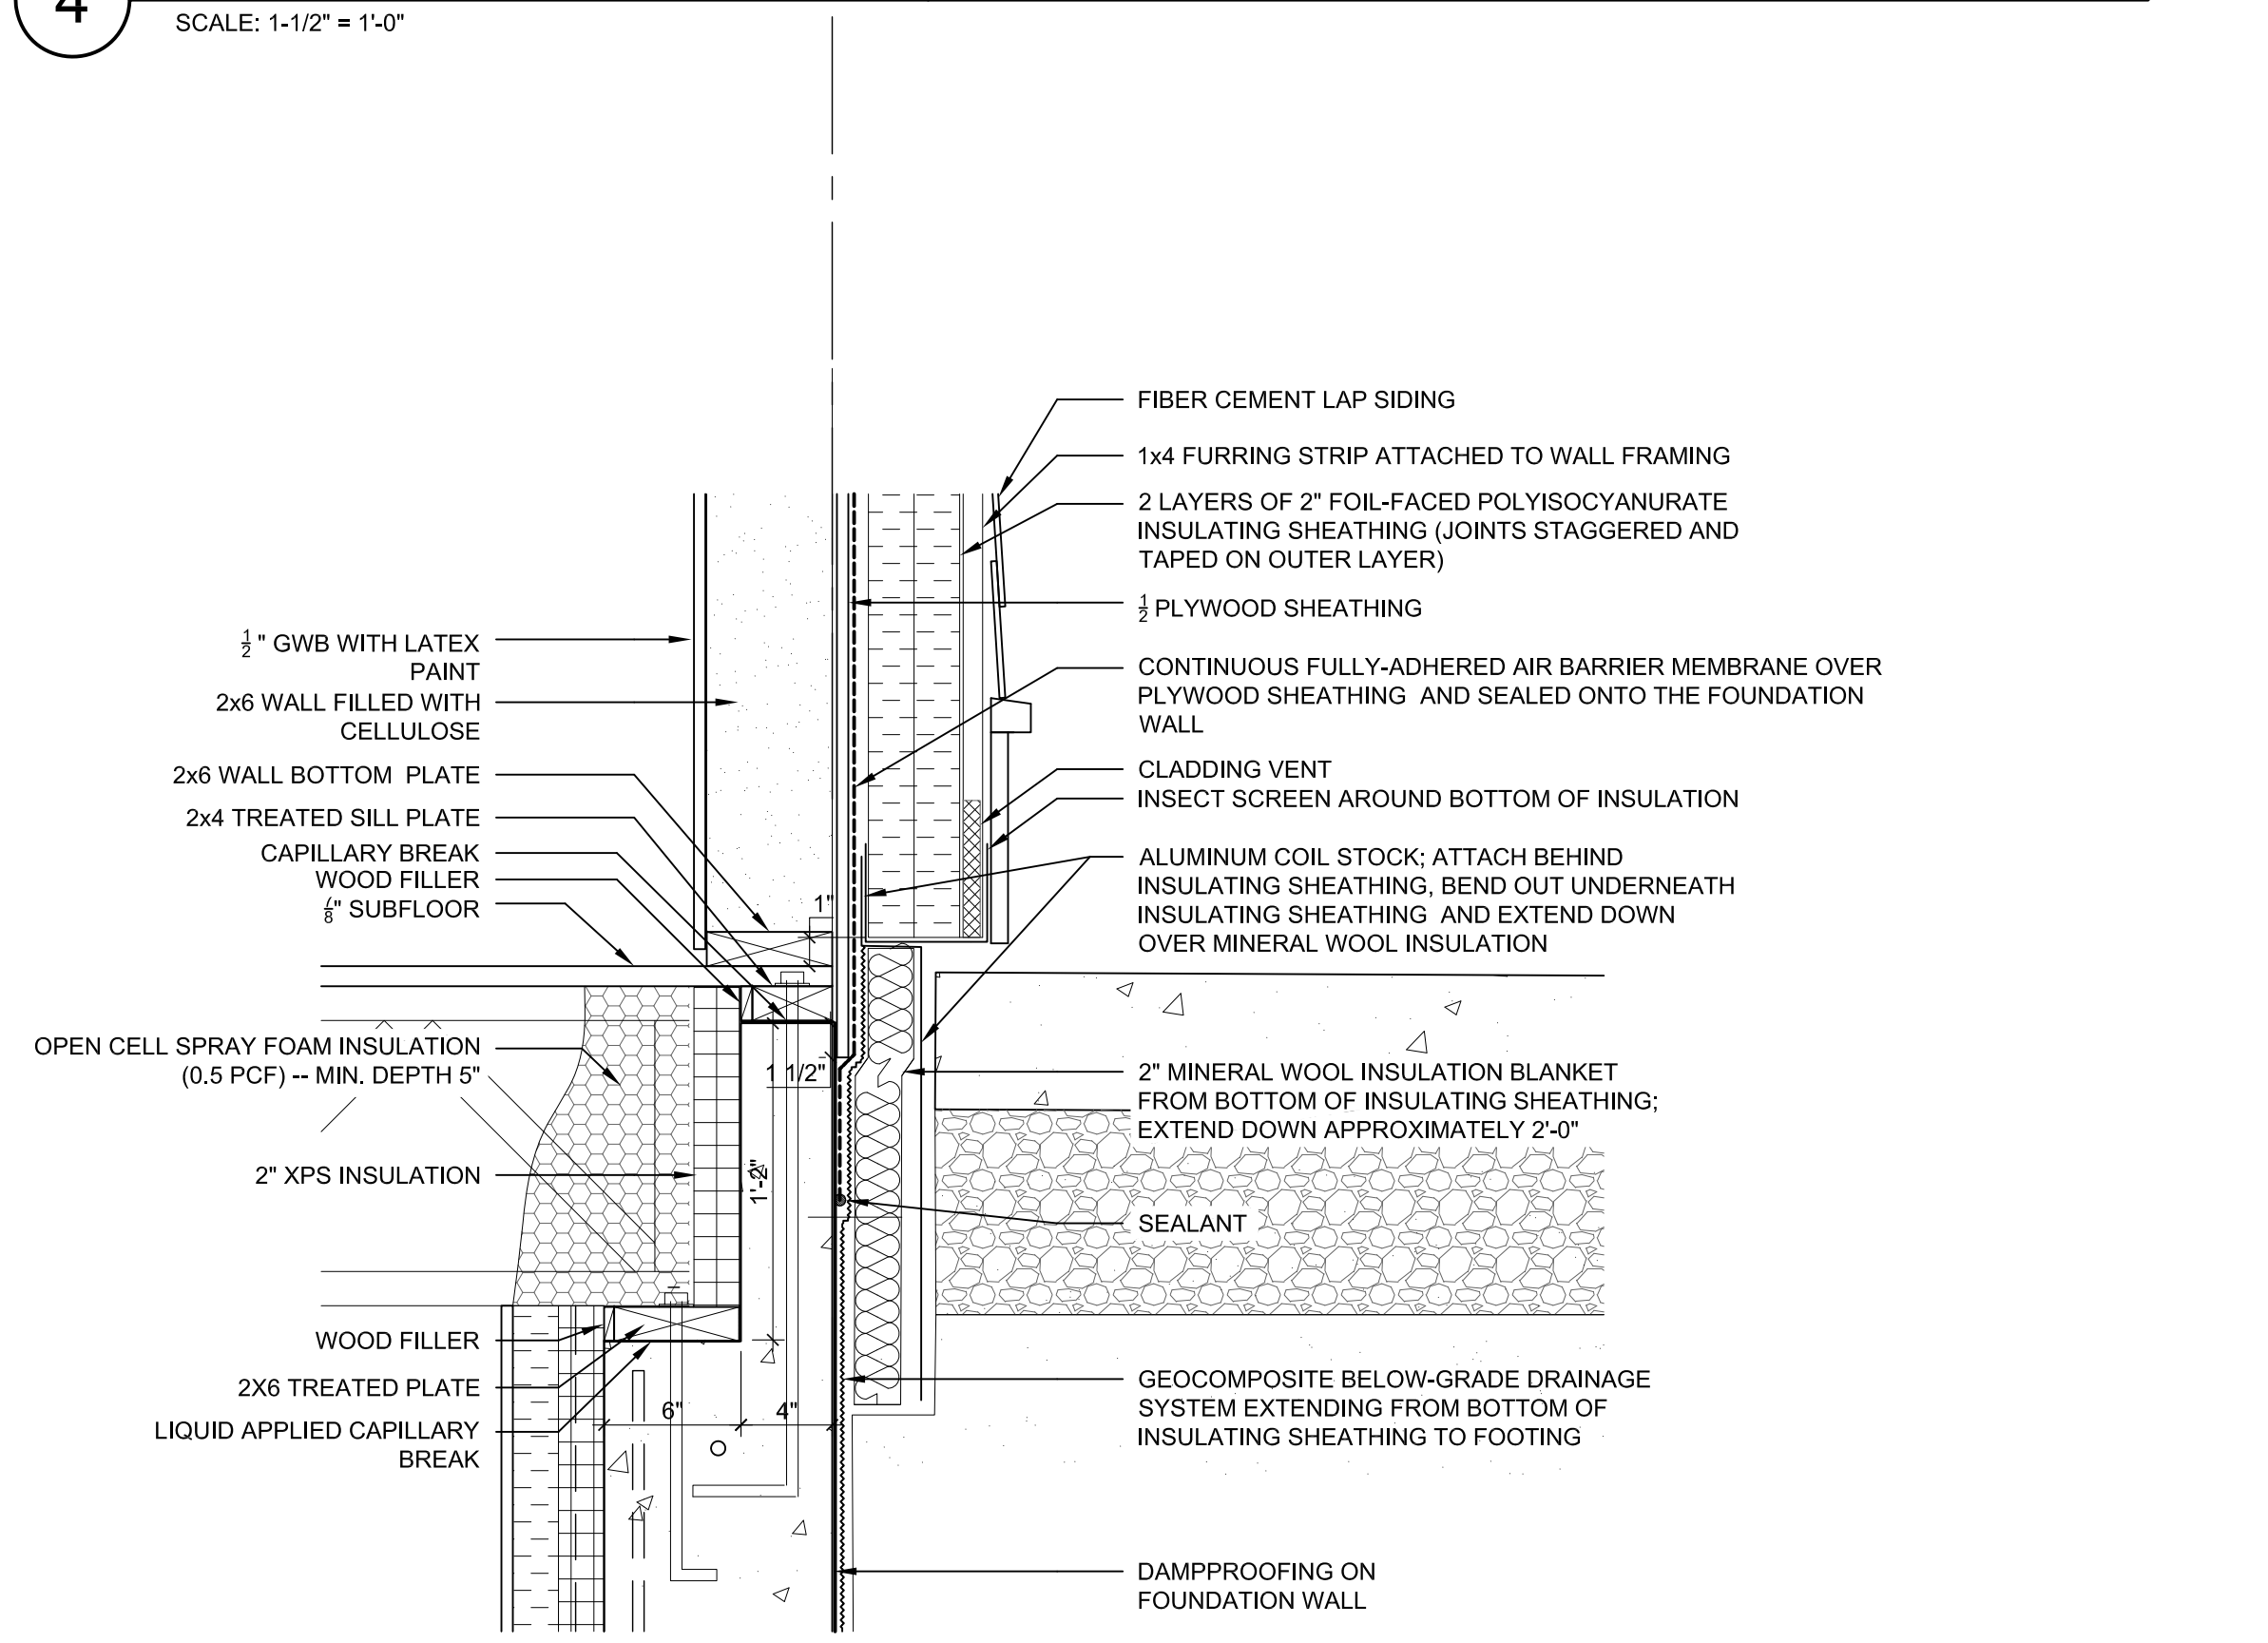 4
SCALE: 1-1/2" = 1'-0"
FIBER CEMENT LAP SIDING
1x4 FURRING STRIP ATTACHED TO WALL FRAMING
2 LAYERS OF 2" FOIL-FACED POLYISOCYANURATE
INSULATING SHEATHING (JOINTS STAGGERED AND
TAPED ON OUTER LAYER)
1/2 PLYWOOD SHEATHING
CONTINUOUS FULLY-ADHERED AIR BARRIER MEMBRANE OVER
PLYWOOD SHEATHING AND SEALED ONTO THE FOUNDATION
WALL
CLADDING VENT
INSECT SCREEN AROUND BOTTOM OF INSULATION
ALUMINUM COIL STOCK; ATTACH BEHIND
INSULATING SHEATHING, BEND OUT UNDERNEATH
INSULATING SHEATHING AND EXTEND DOWN
OVER MINERAL WOOL INSULATION
2" MINERAL WOOL INSULATION BLANKET
FROM BOTTOM OF INSULATING SHEATHING;
EXTEND DOWN APPROXIMATELY 2'-0"
SEALANT
GEOCOMPOSITE BELOW-GRADE DRAINAGE
SYSTEM EXTENDING FROM BOTTOM OF
INSULATING SHEATHING TO FOOTING
DAMPPROOFING ON
FOUNDATION WALL
1/2" GWB WITH LATEX
PAINT
2x6 WALL FILLED WITH
CELLULOSE
2x6 WALL BOTTOM PLATE
2x4 TREATED SILL PLATE
CAPILLARY BREAK
WOOD FILLER
7/8" SUBFLOOR
OPEN CELL SPRAY FOAM INSULATION
(0.5 PCF) -- MIN. DEPTH 5"
2" XPS INSULATION
WOOD FILLER
2X6 TREATED PLATE
LIQUID APPLIED CAPILLARY
BREAK
1"
1 1/2"
1'-2"
6"
4"